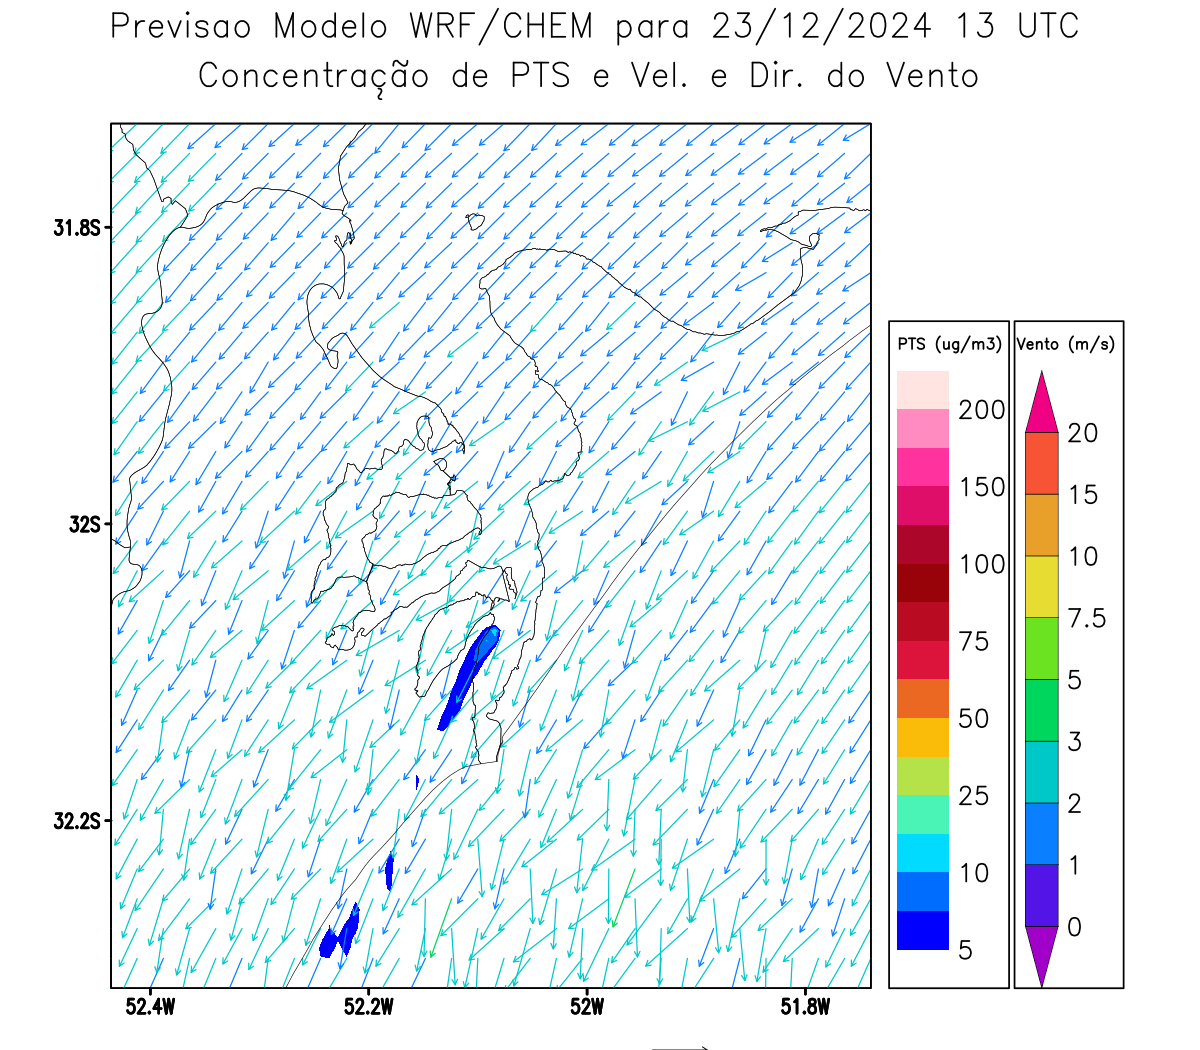 Previsao Modelo WRF/CHEM para 23/12/2024 13 UTC
Concentração de PTS e Vel. e Dir. do Vento
31.8S
32S
32.2S
52.4W 52.2W 52W 51.8W
PTS (ug/m3)
200
150
100
75
50
25
10
5
Vento (m/s)
20
15
10
7.5
5
3
2
1
0